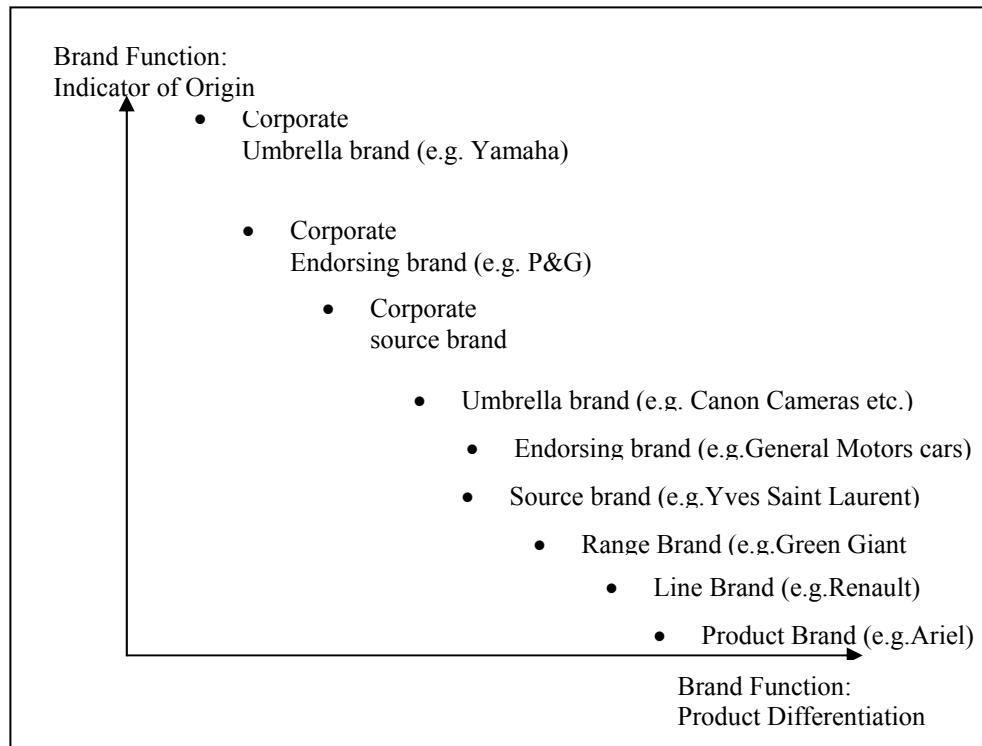 Brand Function:
Indicator of Origin
• Corporate
Umbrella brand (e.g. Yamaha)
• Corporate
Endorsing brand (e.g. P&G)
• Corporate
source brand
• Umbrella brand (e.g. Canon Cameras etc.)
• Endorsing brand (e.g.General Motors cars)
• Source brand (e.g.Yves Saint Laurent)
• Range Brand (e.g.Green Giant
• Line Brand (e.g.Renault)
• Product Brand (e.g.Ariel)
Brand Function:
Product Differentiation